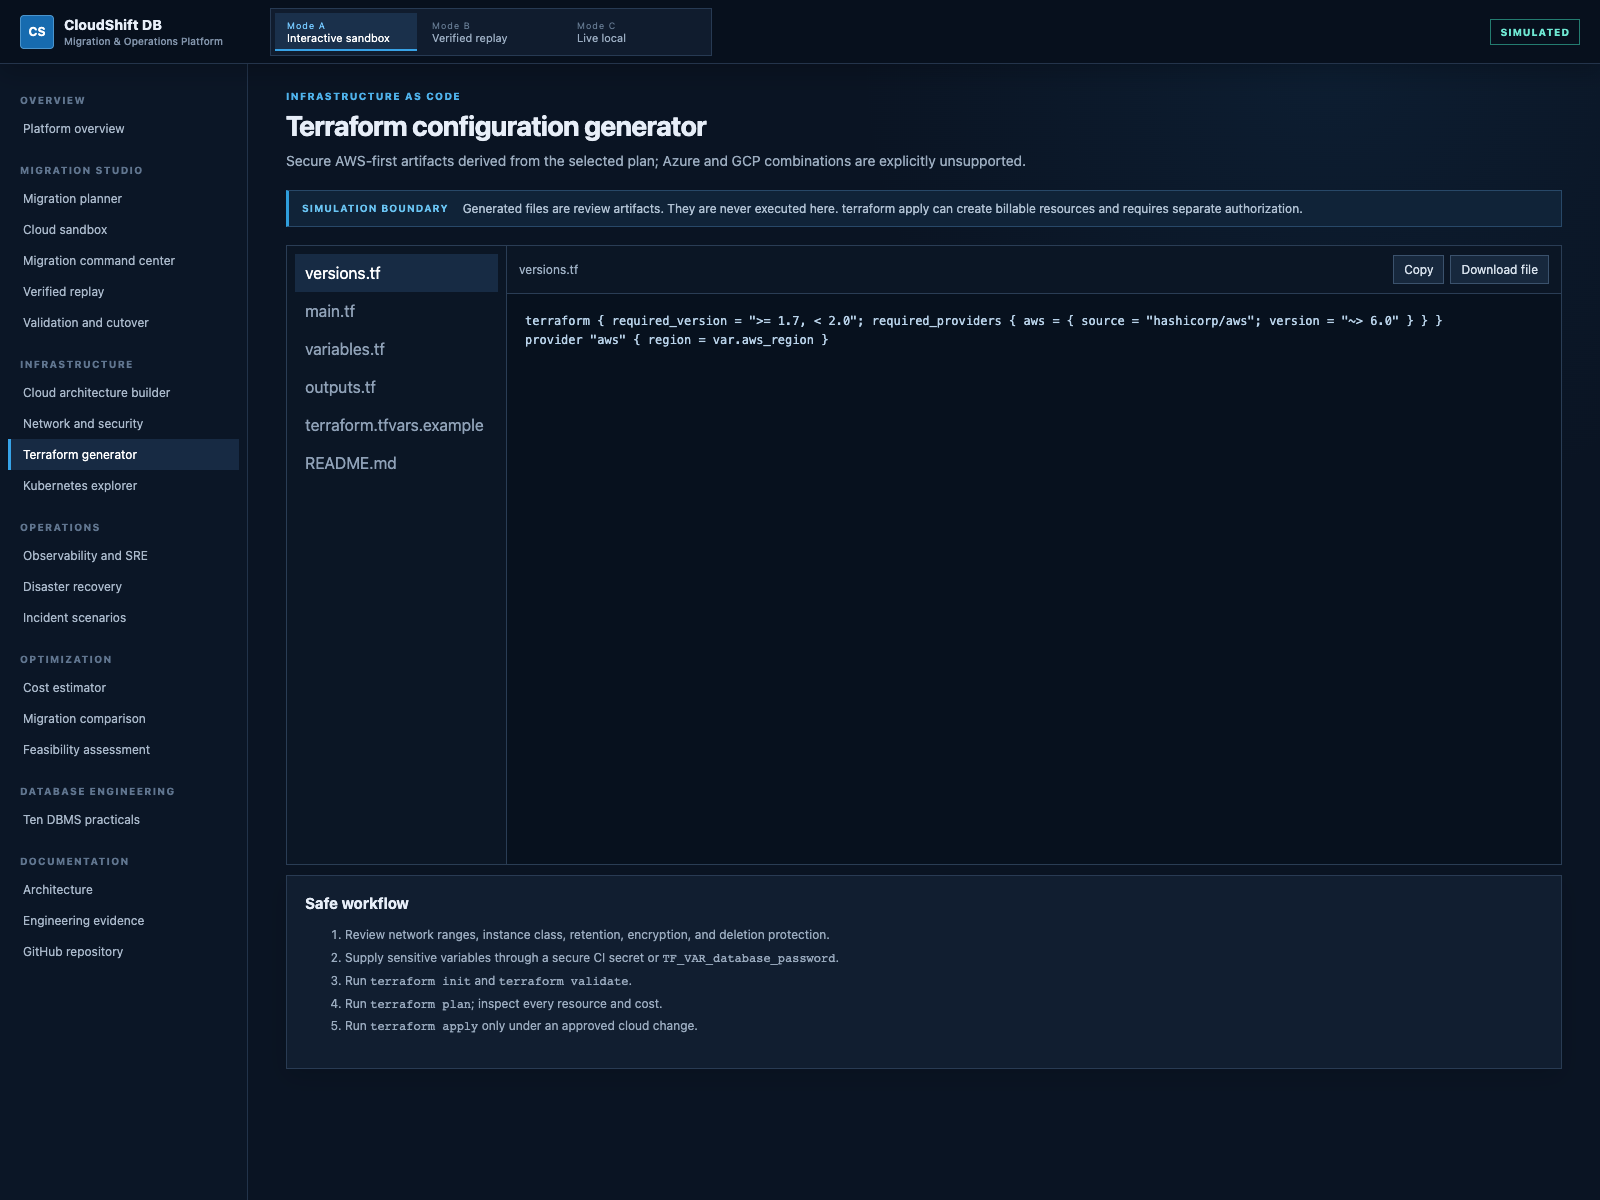 CS
CloudShift DB
Migration & Operations Platform
Mode A
Interactive sandbox
Mode B
Verified replay
Mode C
Live local
SIMULATED
OVERVIEW
Platform overview
MIGRATION STUDIO
Migration planner
Cloud sandbox
Migration command center
Verified replay
Validation and cutover
INFRASTRUCTURE
Cloud architecture builder
Network and security
Terraform generator
Kubernetes explorer
OPERATIONS
Observability and SRE
Disaster recovery
Incident scenarios
OPTIMIZATION
Cost estimator
Migration comparison
Feasibility assessment
DATABASE ENGINEERING
Ten DBMS practicals
DOCUMENTATION
Architecture
Engineering evidence
GitHub repository
INFRASTRUCTURE AS CODE
Terraform configuration generator
Secure AWS-first artifacts derived from the selected plan; Azure and GCP combinations are explicitly unsupported.
SIMULATION BOUNDARY Generated files are review artifacts. They are never executed here. terraform apply can create billable resources and requires separate authorization.
versions.tf
main.tf
variables.tf
outputs.tf
terraform.tfvars.example
README.md
versions.tf
Copy
Download file
terraform { required_version = ">= 1.7, < 2.0"; required_providers { aws = { source = "hashicorp/aws"; version = "~> 6.0" } } }
provider "aws" { region = var.aws_region }
Safe workflow
1. Review network ranges, instance class, retention, encryption, and deletion protection.
2. Supply sensitive variables through a secure CI secret or TF_VAR_database_password.
3. Run terraform init and terraform validate.
4. Run terraform plan; inspect every resource and cost.
5. Run terraform apply only under an approved cloud change.